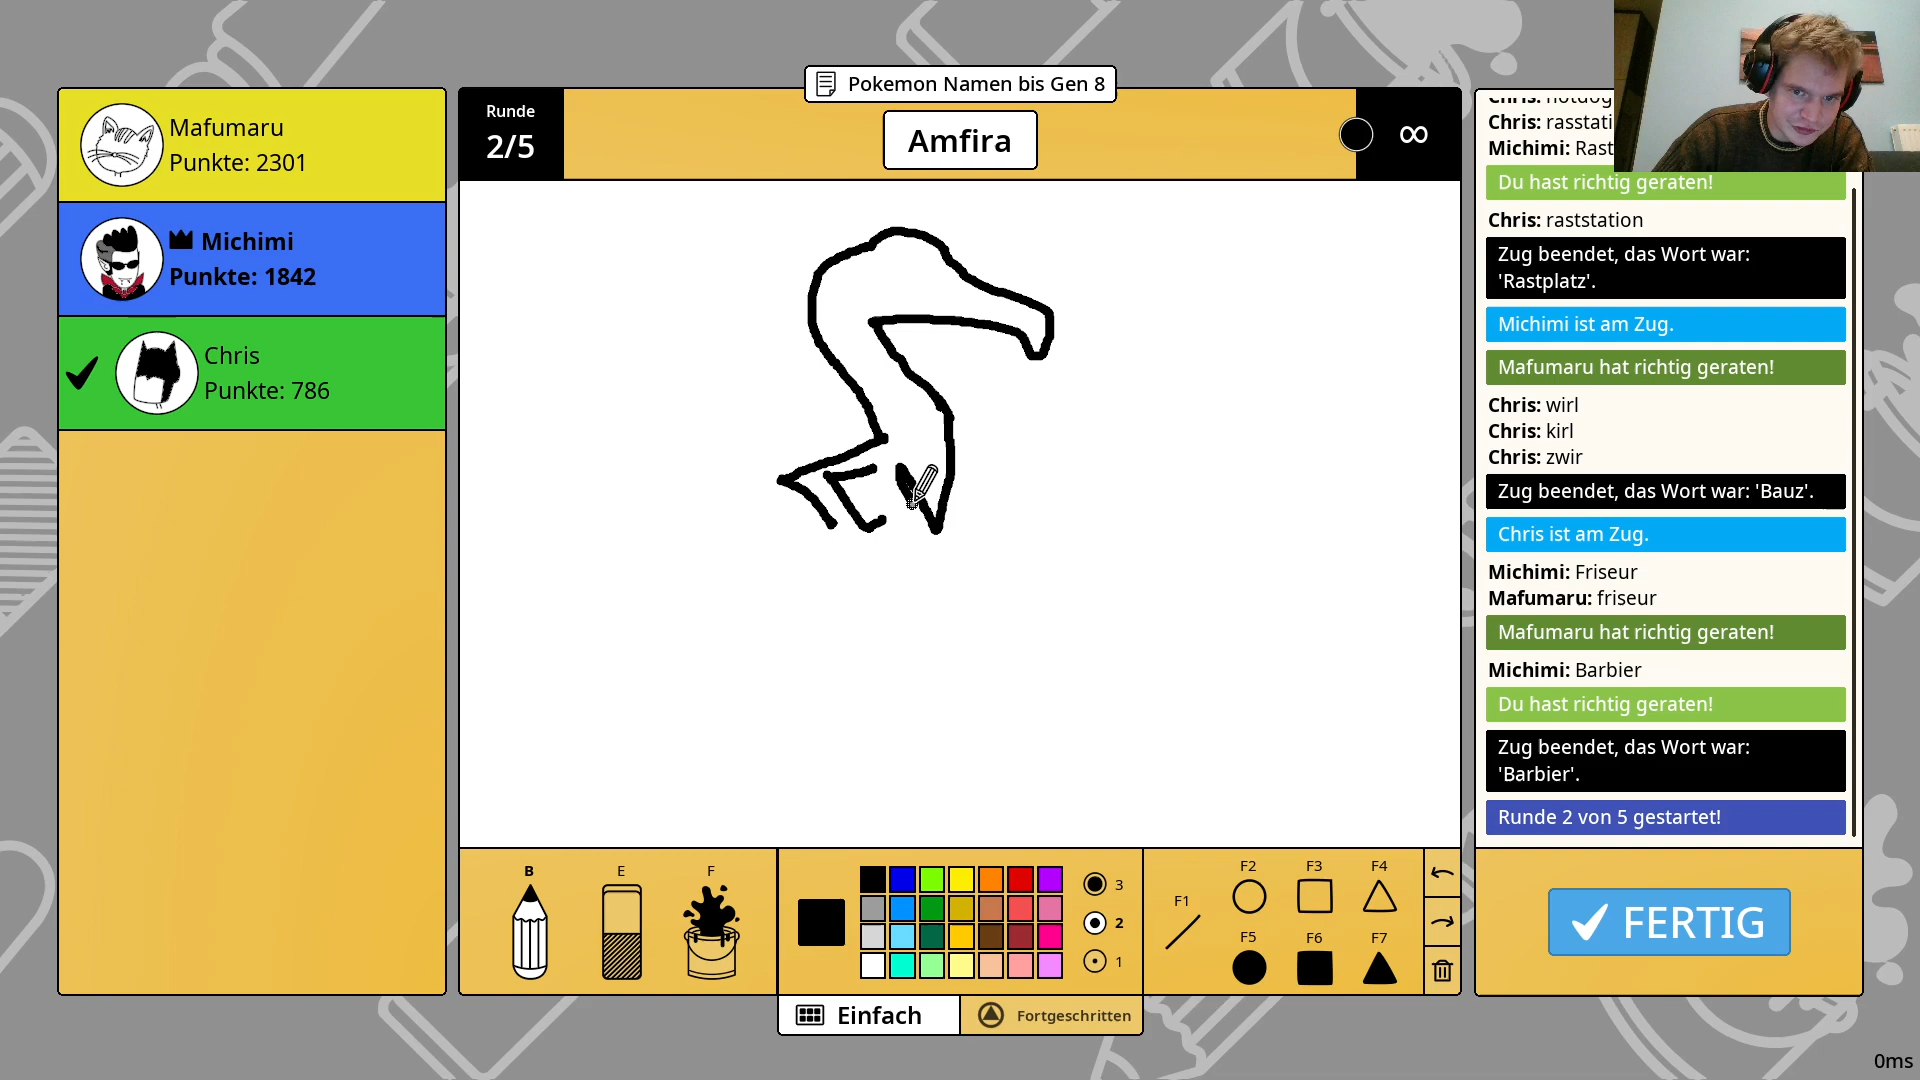 Pokemon Namen bis Gen 8
Mafumaru
Punkte: 2301
Michimi
Punkte: 1842
Chris
Punkte: 786
Runde
2/5
Amfira
∞
Chris: hotdog
Chris: rasstati
Michimi: Rast
Du hast richtig geraten!
Chris: raststation
Zug beendet, das Wort war:
'Rastplatz'.
Michimi ist am Zug.
Mafumaru hat richtig geraten!
Chris: wirl
Chris: kirl
Chris: zwir
Zug beendet, das Wort war: 'Bauz'.
Chris ist am Zug.
Michimi: Friseur
Mafumaru: friseur
Mafumaru hat richtig geraten!
Michimi: Barbier
Du hast richtig geraten!
Zug beendet, das Wort war:
'Barbier'.
Runde 2 von 5 gestartet!
B
E
F
3
2
1
F1
F2
F3
F4
F5
F6
F7
FERTIG
Einfach
Fortgeschritten
0ms